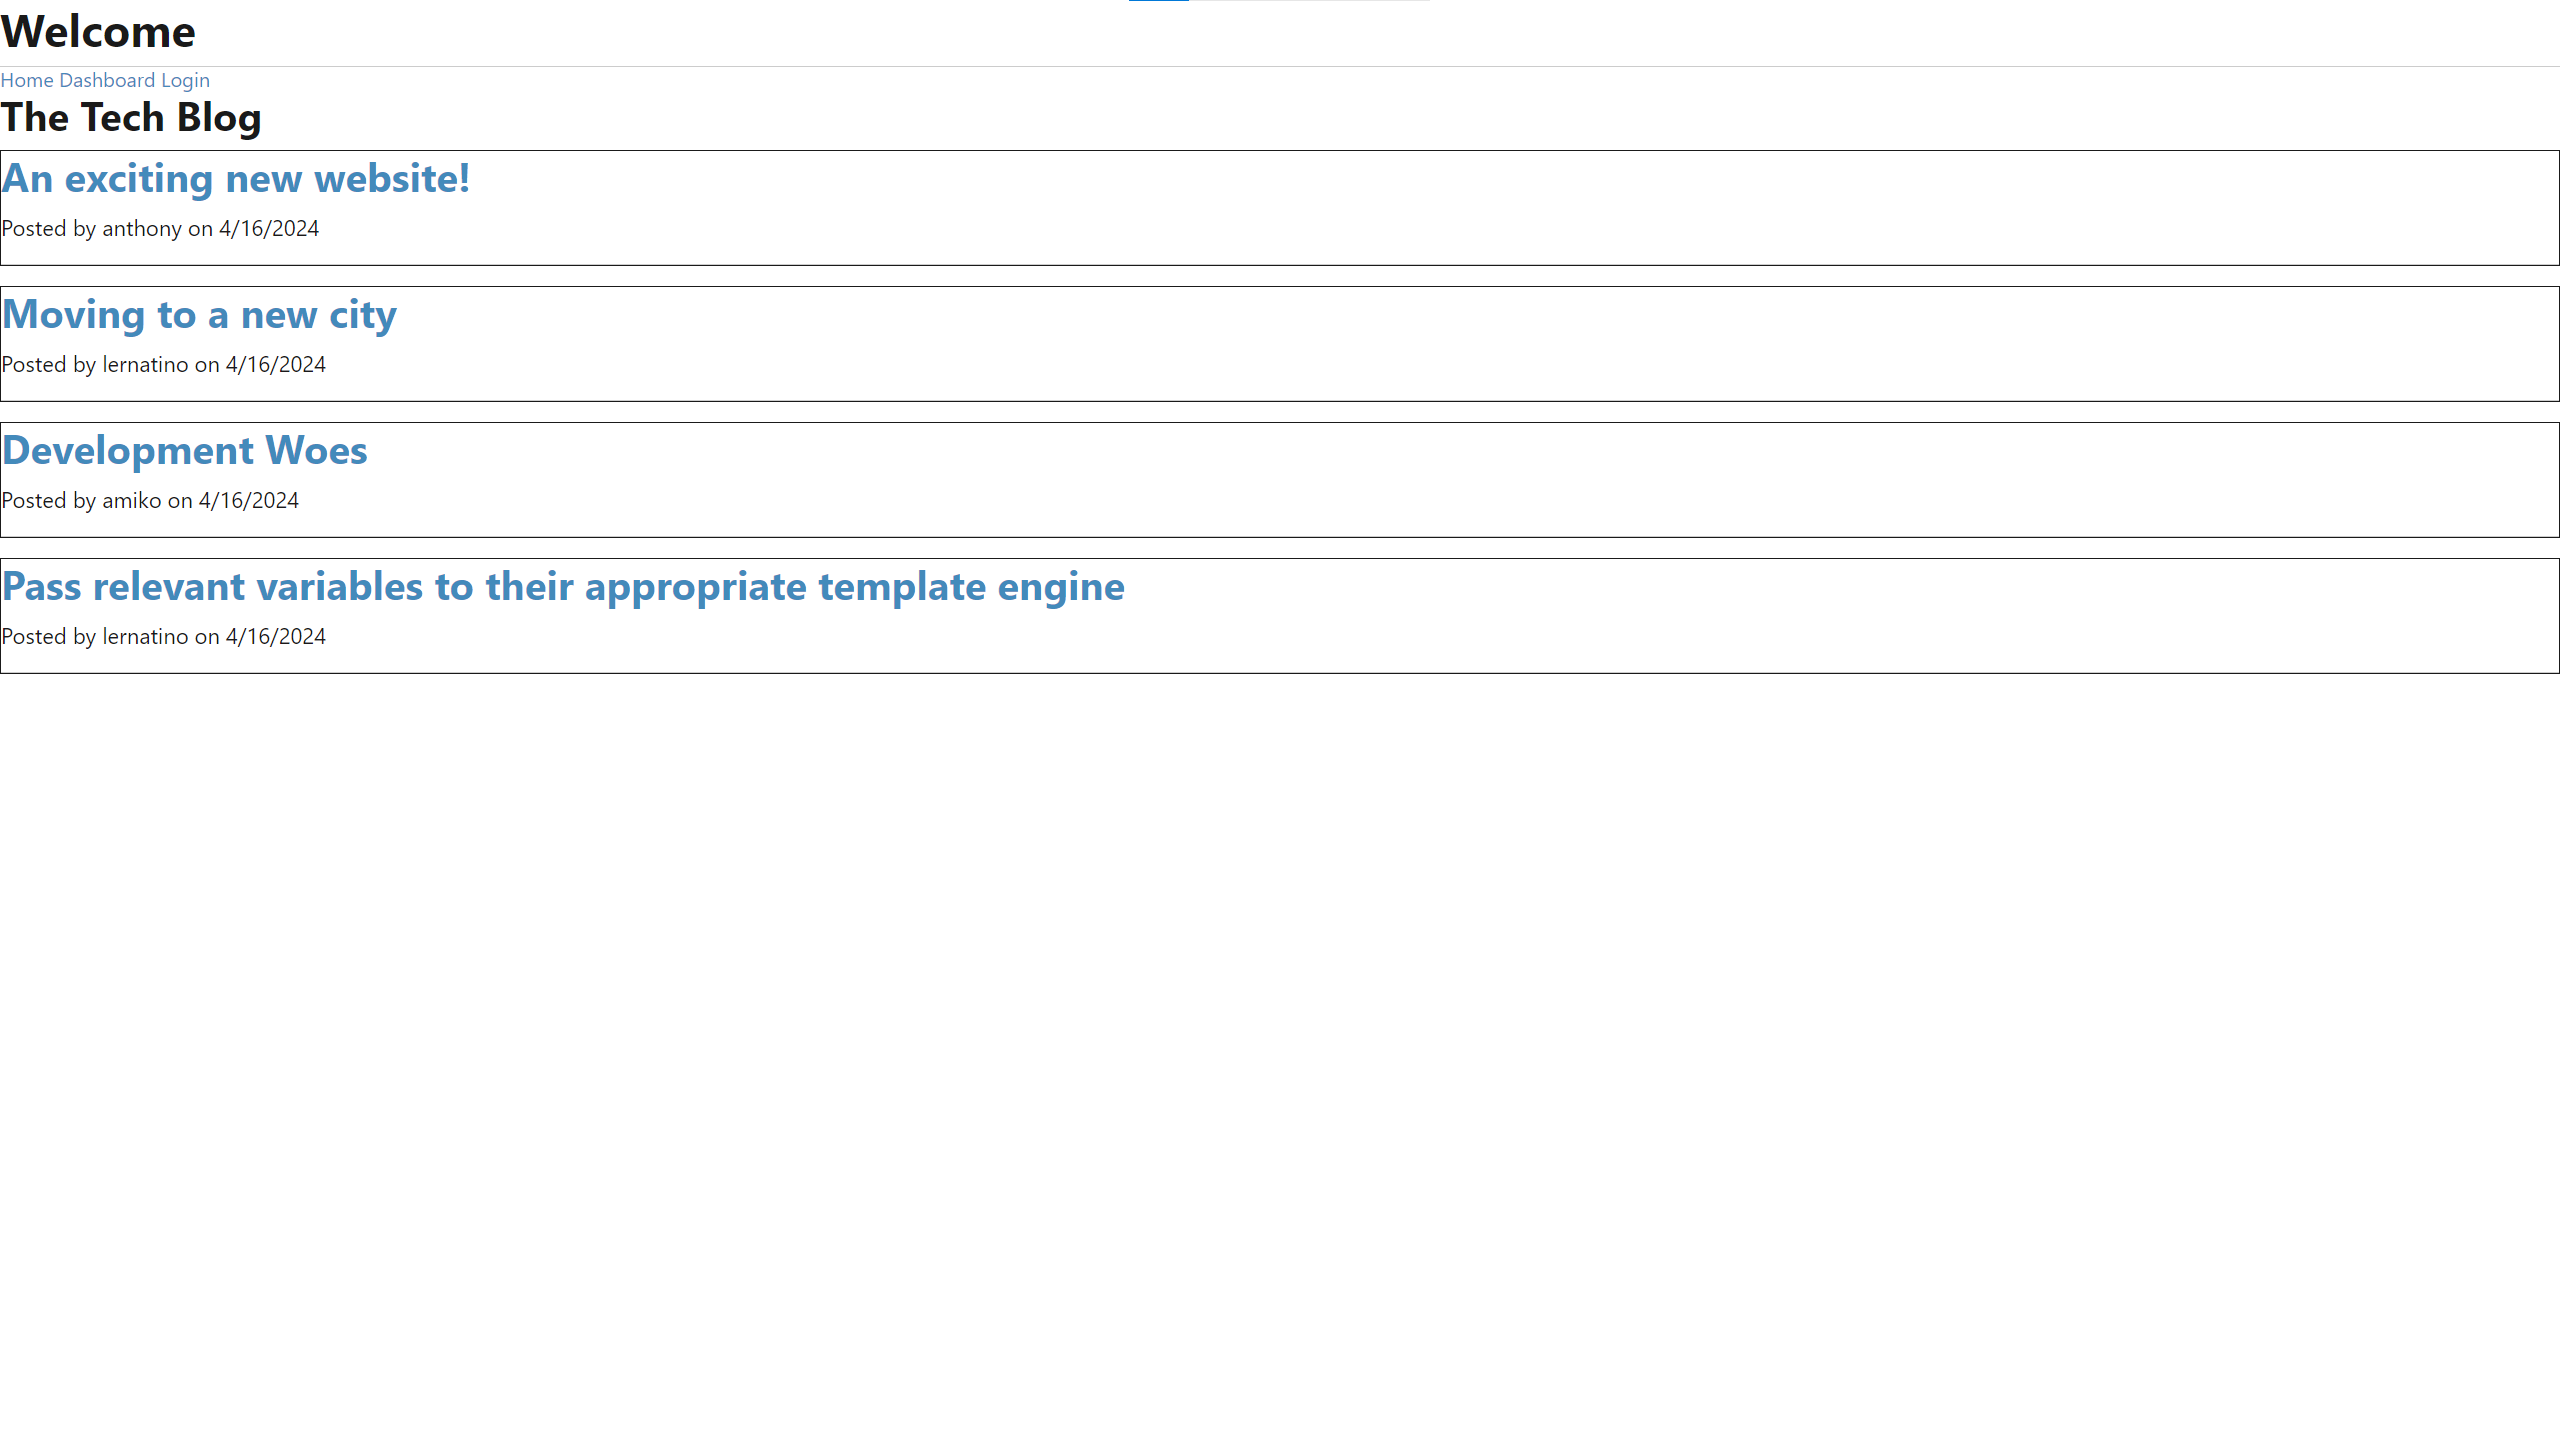 Welcome
Home Dashboard Login
The Tech Blog
An exciting new website!
Posted by anthony on 4/16/2024
Moving to a new city
Posted by lernatino on 4/16/2024
Development Woes
Posted by amiko on 4/16/2024
Pass relevant variables to their appropriate template engine
Posted by lernatino on 4/16/2024